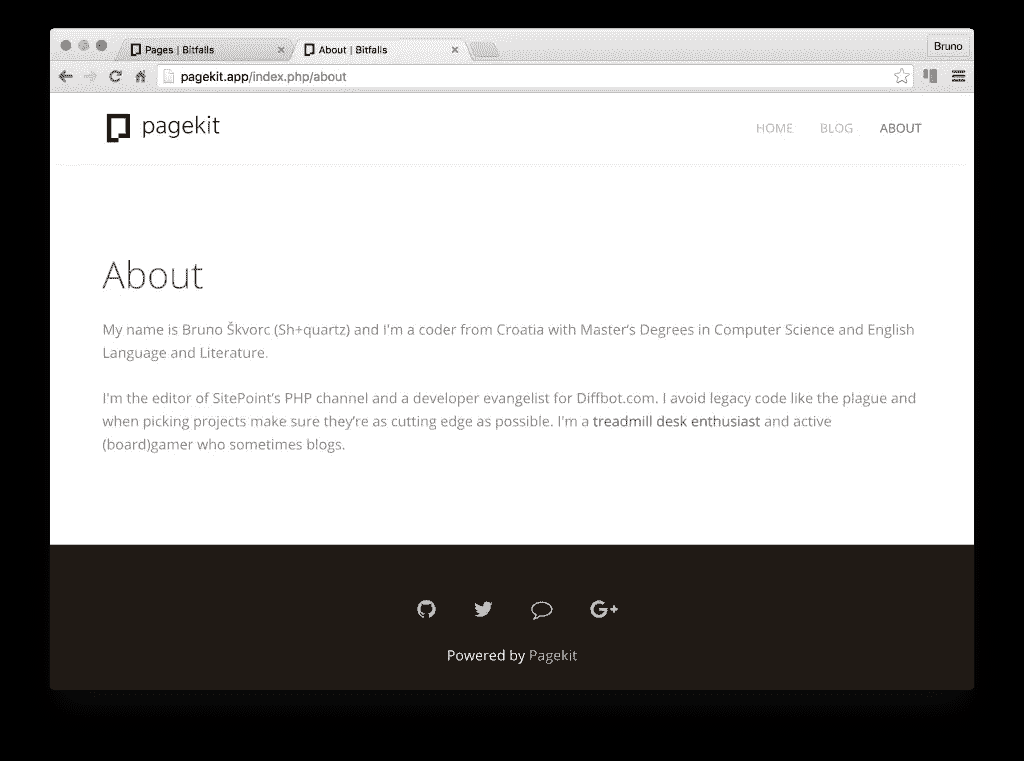 Pages | Bitfalls
About | Bitfalls
Bruno
pagekit.app/index.php/about
pagekit
HOME BLOG ABOUT
About
My name is Bruno Škvorc (Sh+quartz) and I'm a coder from Croatia with Master's Degrees in Computer Science and English
Language and Literature.
I'm the editor of SitePoint's PHP channel and a developer evangelist for Diffbot.com. I avoid legacy code like the plague and
when picking projects make sure they're as cutting edge as possible. I'm a treadmill desk enthusiast and active
(board)gamer who sometimes blogs.
G+
Powered by Pagekit